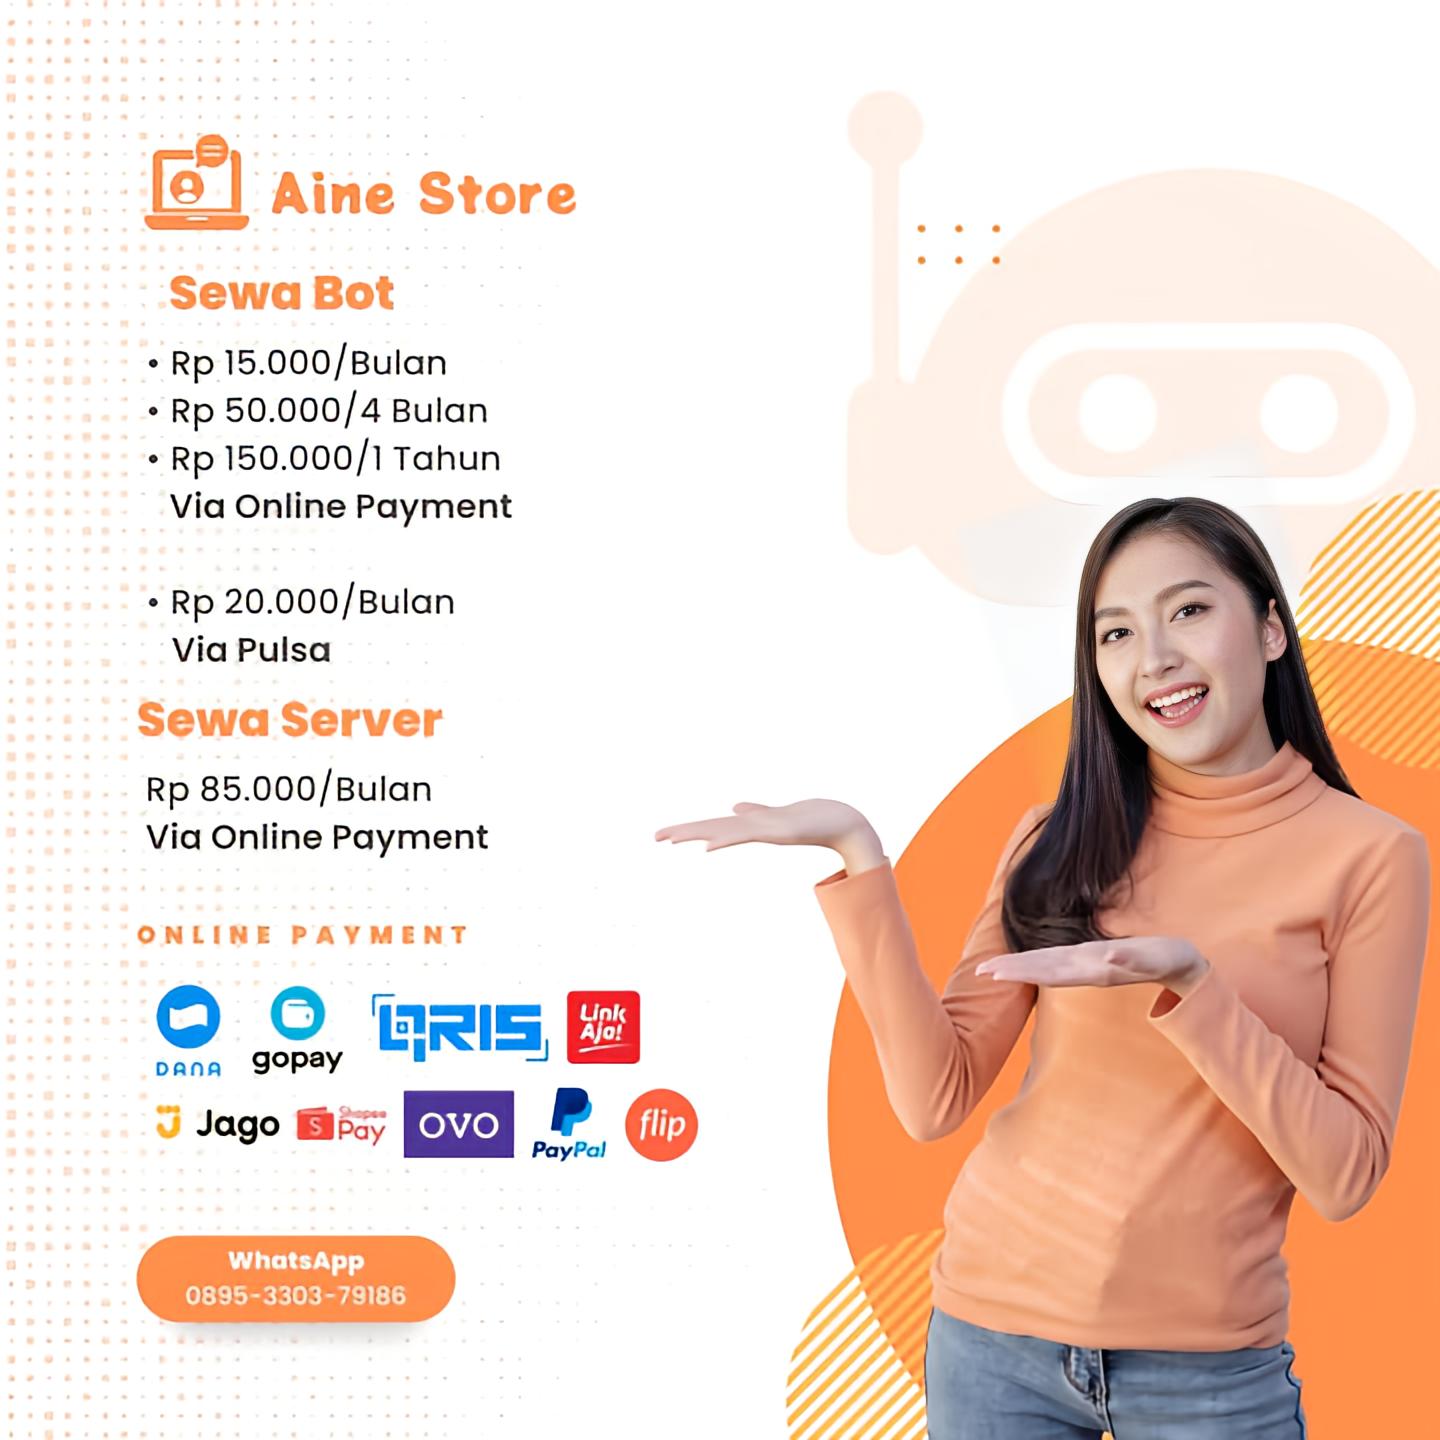 Aine Store
Sewa Bot
• Rp 15.000/Bulan
• Rp 50.000/4 Bulan
• Rp 150.000/1 Tahun
Via Online Payment
• Rp 20.000/Bulan
Via Pulsa
Sewa Server
Rp 85.000/Bulan
Via Online Payment
ONLINE PAYMENT
DANA
gopay
QRIS
Link
Aja!
Jago
S
Shopee
Pay
OVO
PayPal
flip
WhatsApp
0895-3303-79186